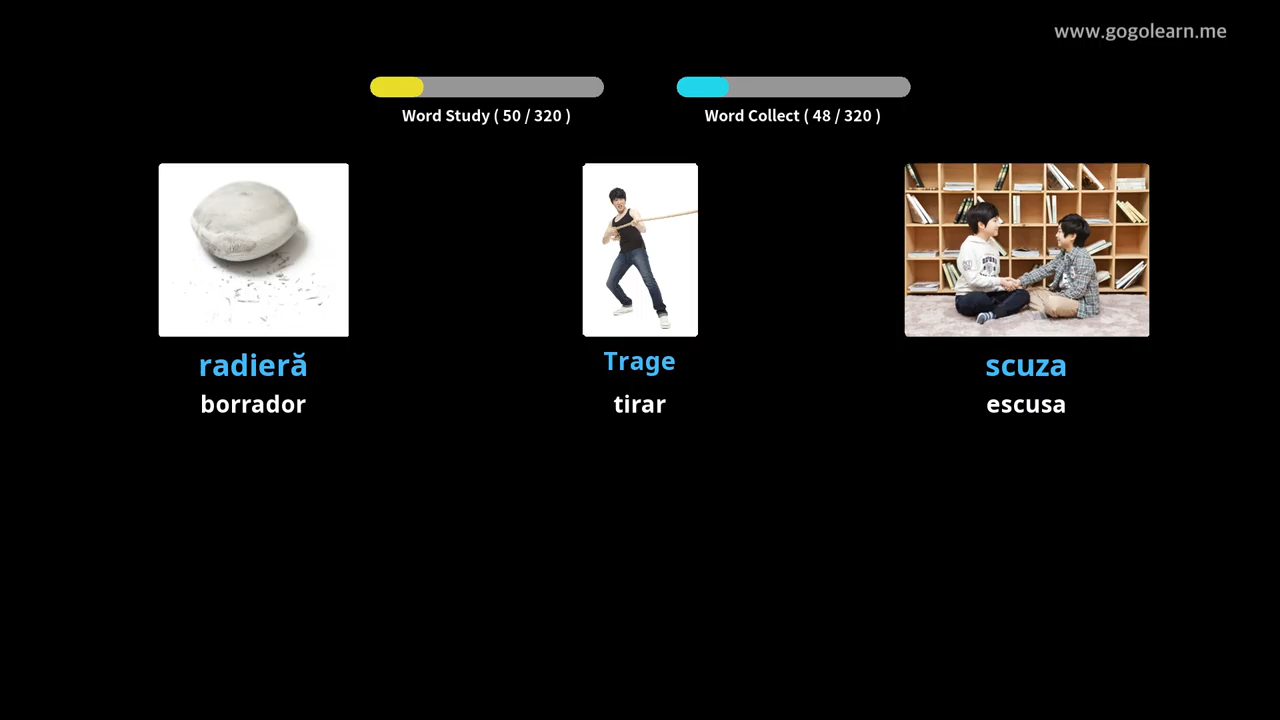 www.gogolearn.me
Word Study ( 50 / 320 )
Word Collect ( 48 / 320 )
radieră
Trage
scuza
borrador
tirar
escusa